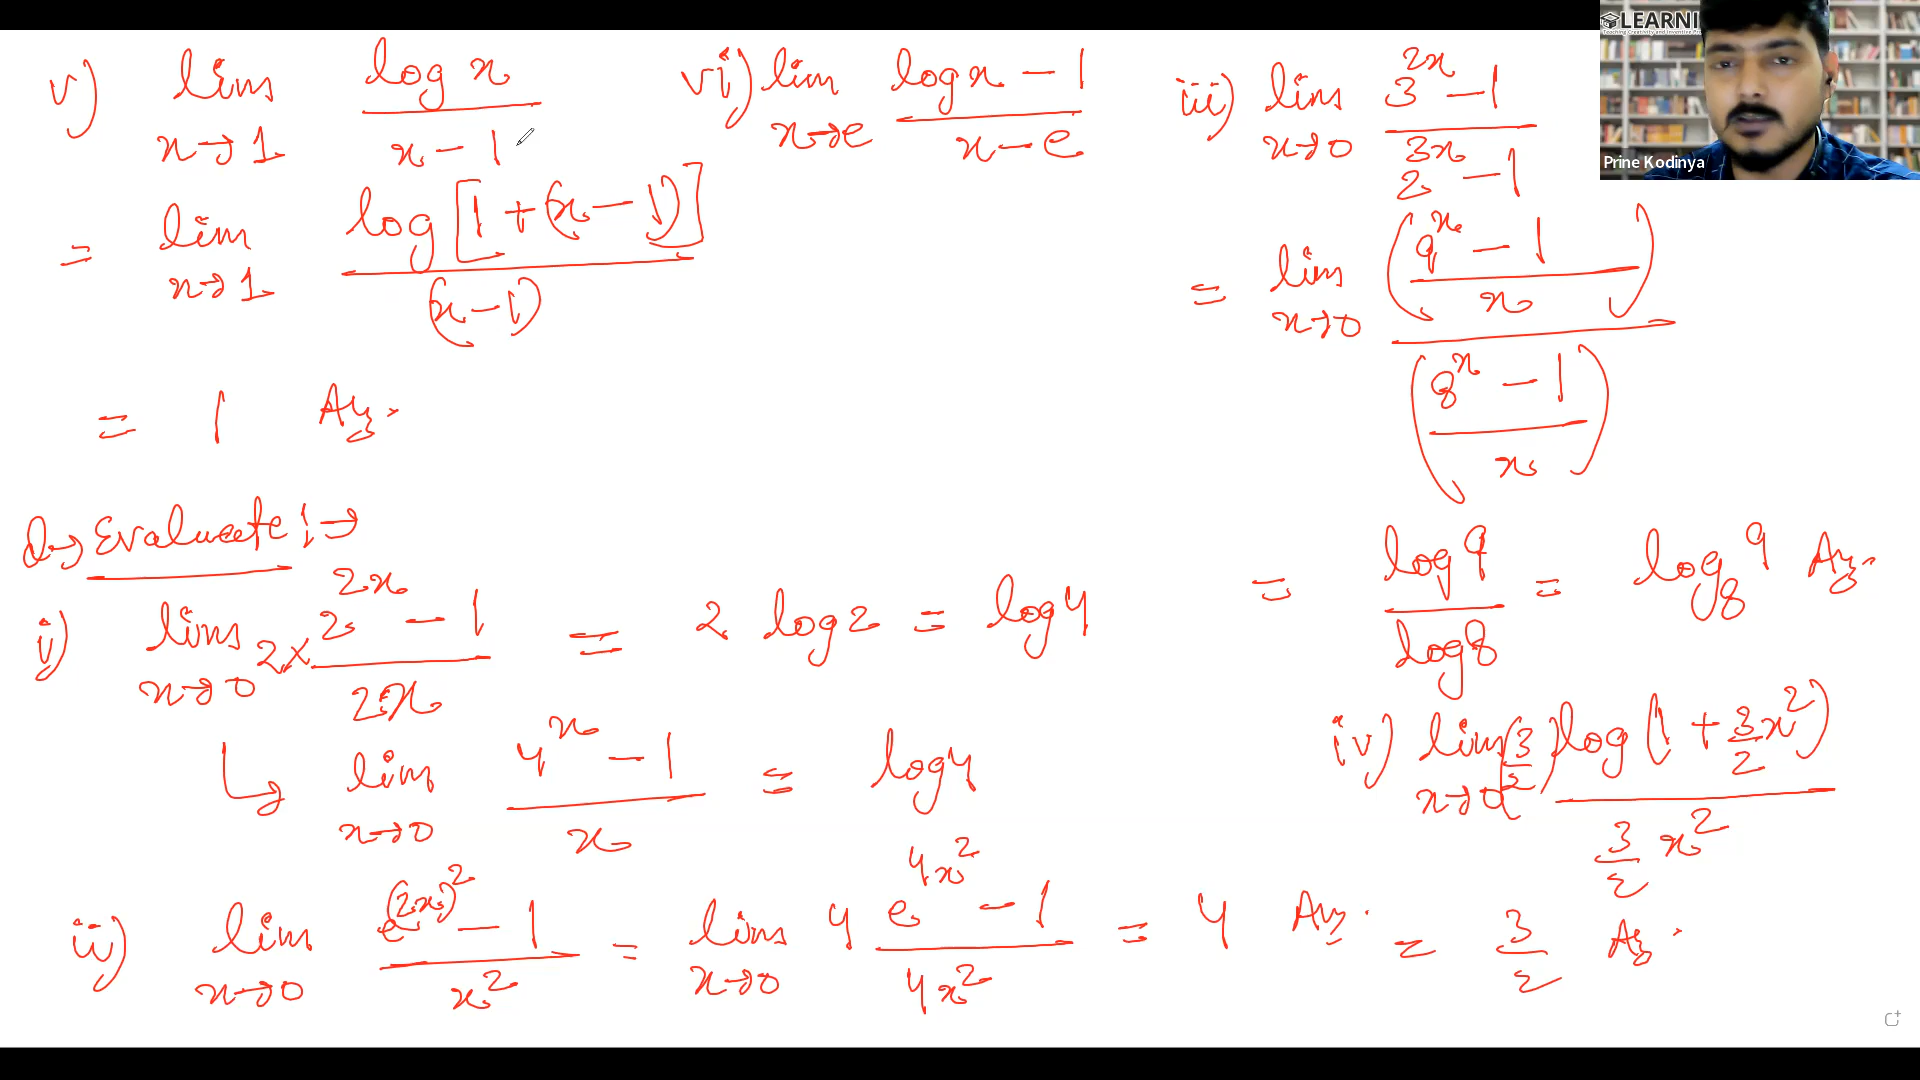 v) lim x→1 log x / x - 1
= lim x→1 log [1 + (x - 1)] / (x - 1)
= 1 Ans.
vi) lim x→e log x - 1 / x - e
Q→ Evaluate :→
i) lim x→0 2 × 2^{2x} - 1 / 2x = 2 log 2 = log 4
↳ lim x→0 4^x - 1 / x = log 4
ii) lim x→0 e^{(2x)^2} - 1 / x^2 = lim x→0 4 e^{4x^2} - 1 / 4x^2 = 4 Ans.
iii) lim x→0 3^{2x} - 1 / 2^{3x} - 1
= lim x→0 (9^x - 1 / x) / (8^x - 1 / x)
= log 9 / log 8 = log_8 9 Ans.
iv) lim x→0 (3/2) log (1 + 3/2 x^2) / 3/2 x^2
= 3/2 Ans.
LEARNI
Prine Kodinya